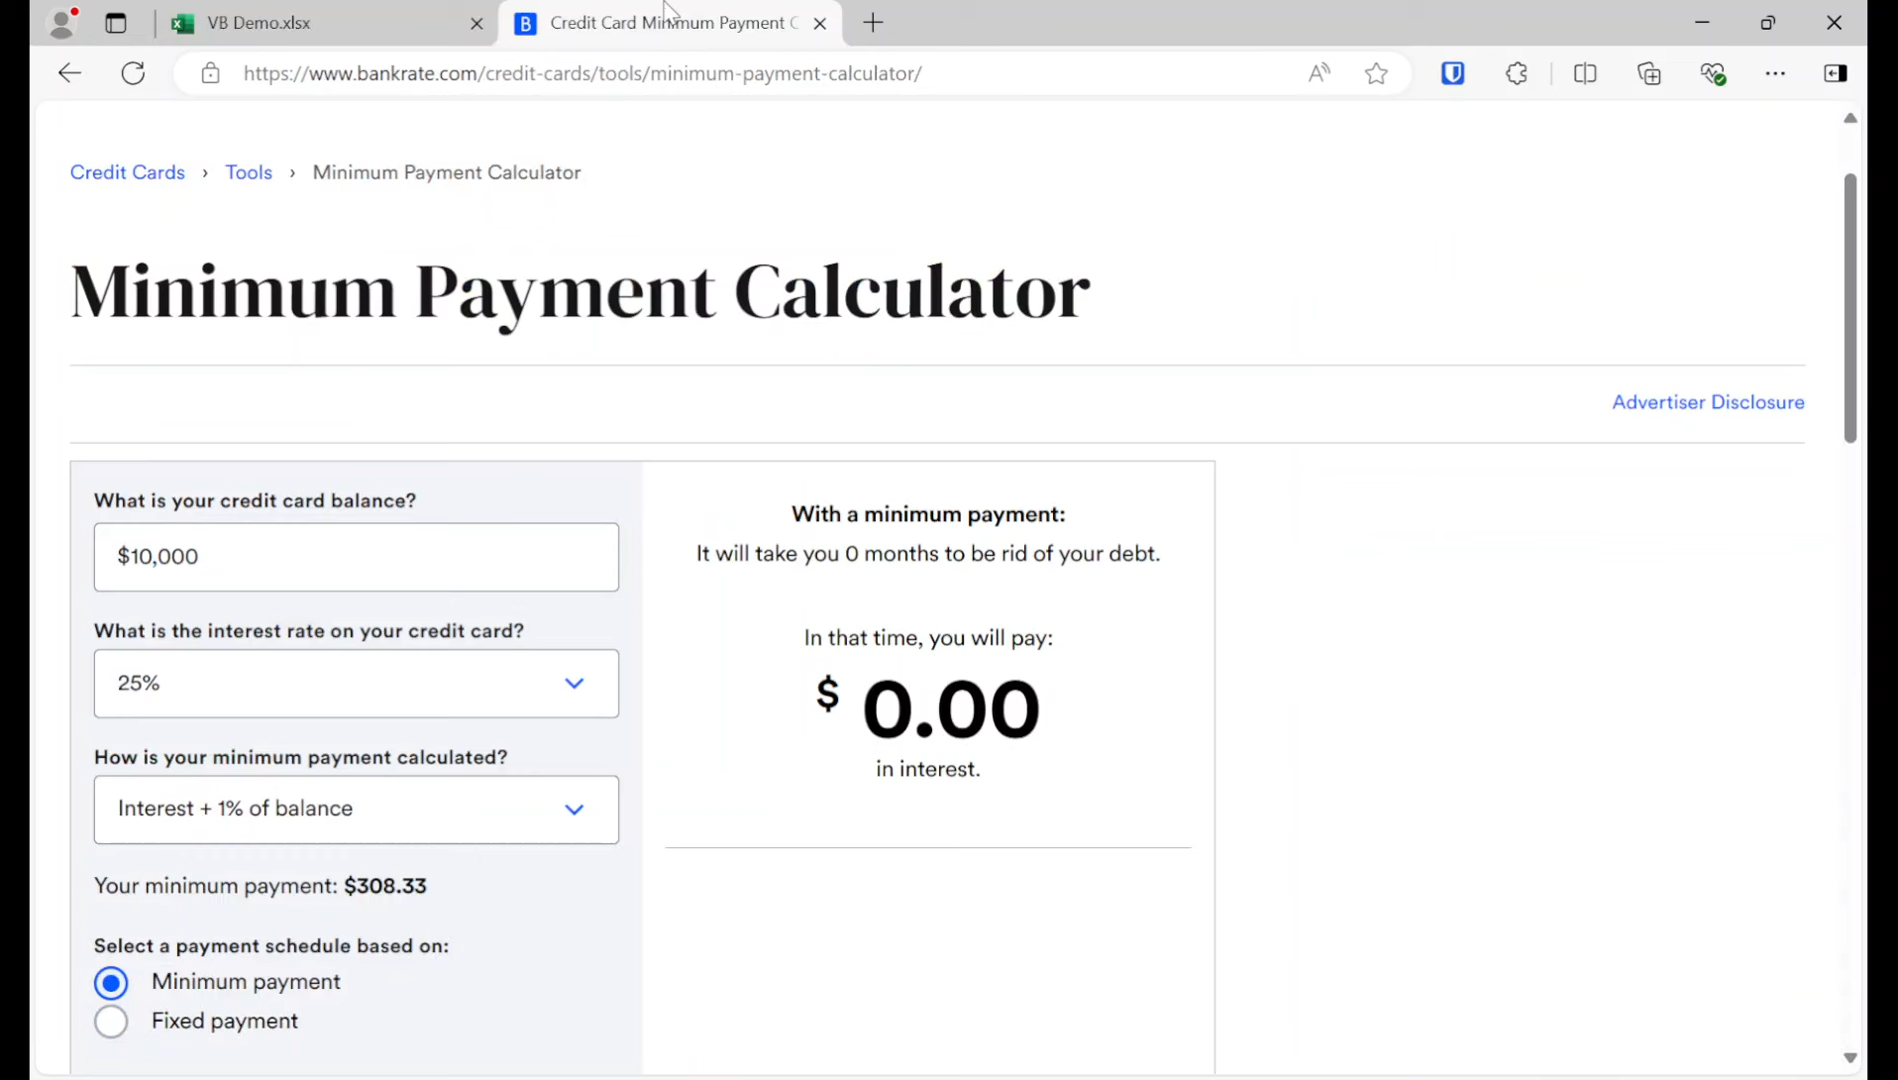 VB Demo.xlsx
Credit Card Minimum Payment C
https://www.bankrate.com/credit-cards/tools/minimum-payment-calculator/
Credit Cards › Tools › Minimum Payment Calculator
Minimum Payment Calculator
Advertiser Disclosure
What is your credit card balance?
$10,000
What is the interest rate on your credit card?
25%
How is your minimum payment calculated?
Interest + 1% of balance
Your minimum payment: $308.33
Select a payment schedule based on:
Minimum payment
Fixed payment
With a minimum payment:
It will take you 0 months to be rid of your debt.
In that time, you will pay:
$ 0.00
in interest.